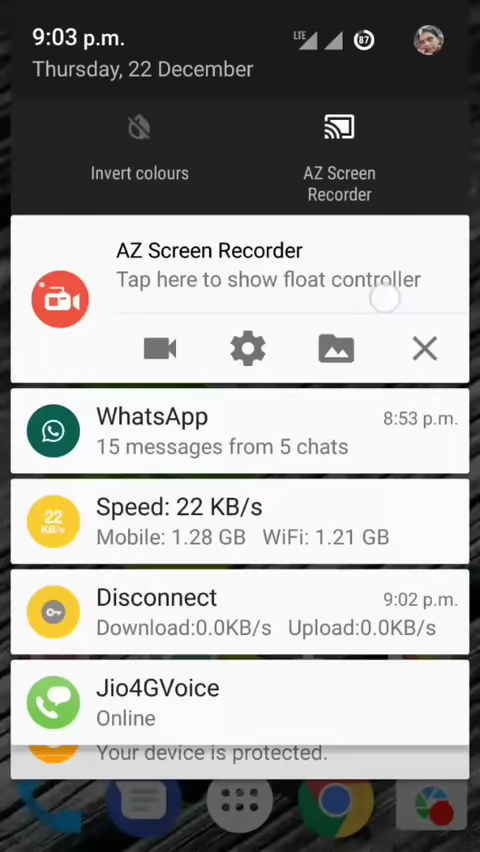 9:03 p.m.
LTE
87
Thursday, 22 December
Invert colours
AZ Screen
Recorder
AZ Screen Recorder
Tap here to show float controller
WhatsApp
8:53 p.m.
15 messages from 5 chats
22
KB/s
Speed: 22 KB/s
Mobile: 1.28 GB WiFi: 1.21 GB
Disconnect
9:02 p.m.
Download:0.0KB/s Upload:0.0KB/s
Jio4GVoice
Online
Your device is protected.